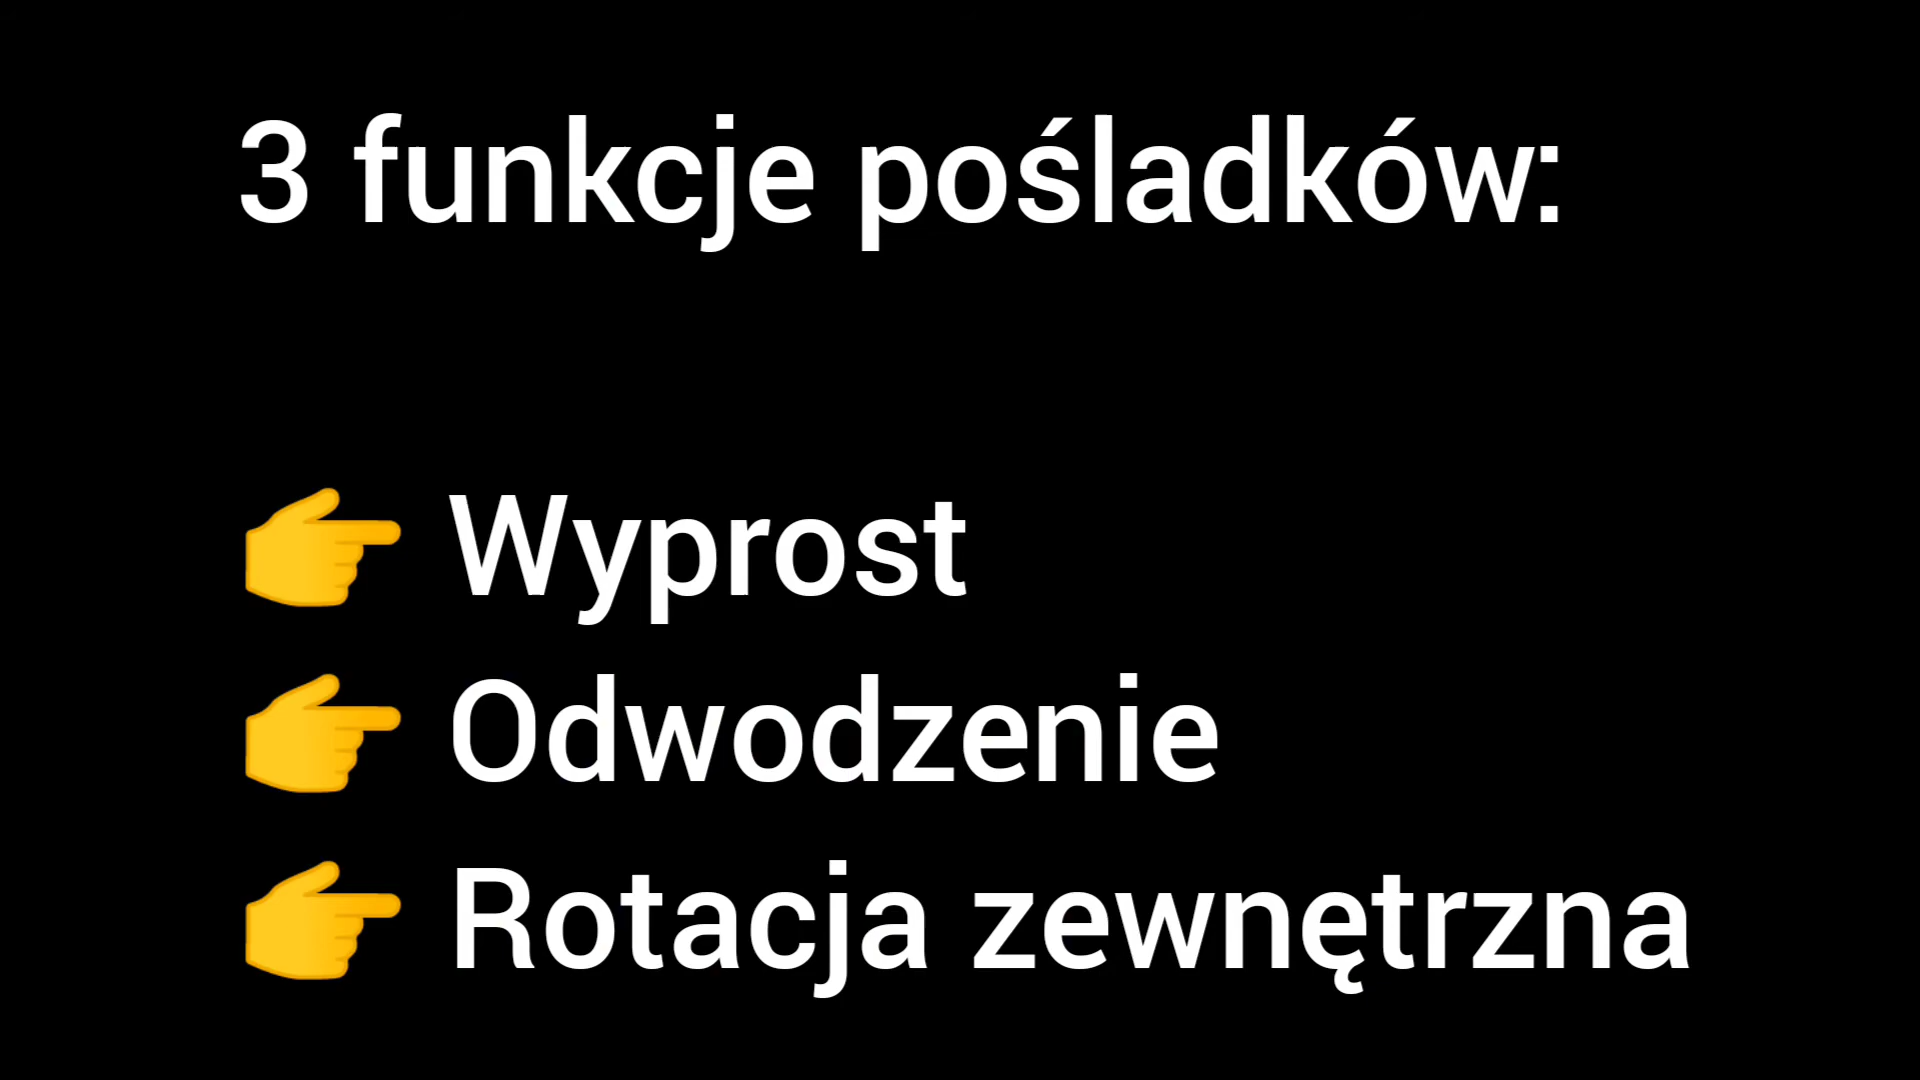 3 funkcje pośladków:
👉 Wyprost
👉 Odwodzenie
👉 Rotacja zewnętrzna